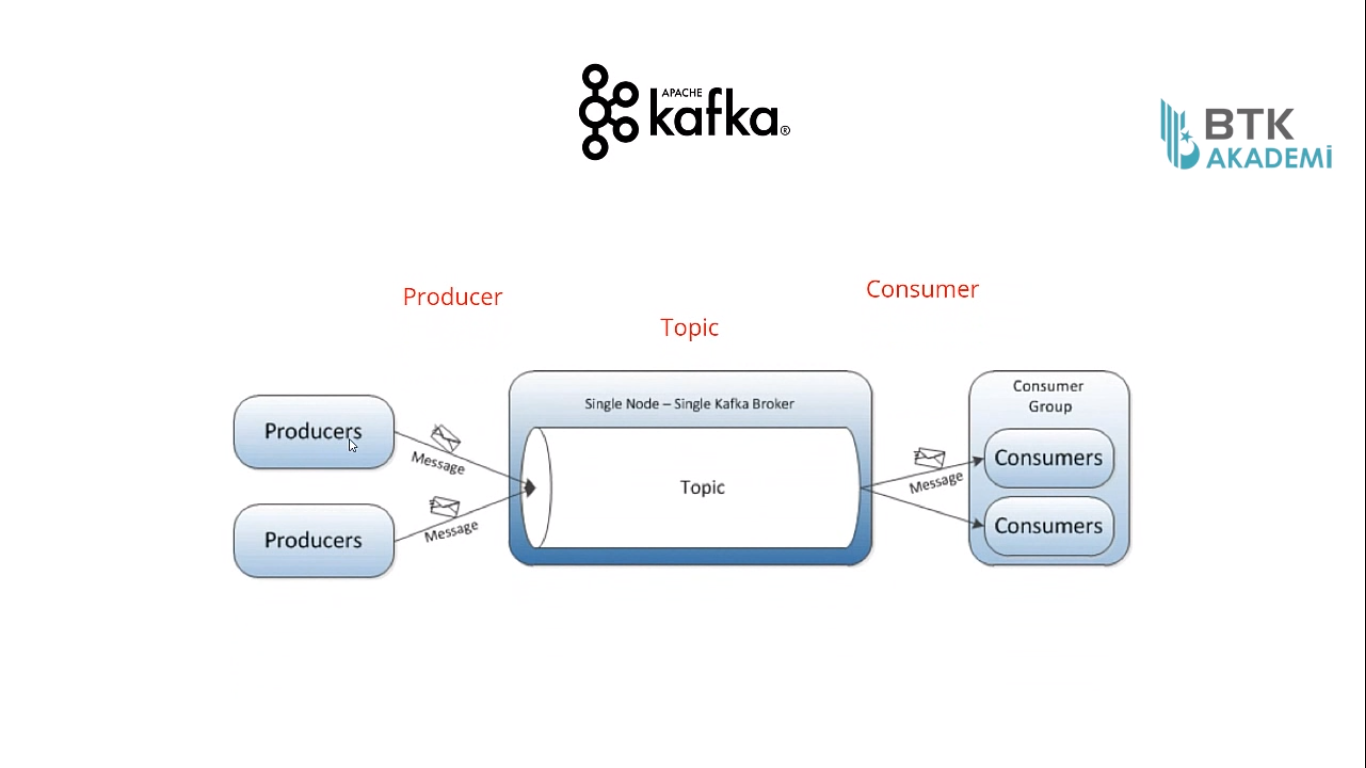 APACHE
kafka®
BTK
AKADEMİ
Producer
Consumer
Topic
Single Node – Single Kafka Broker
Consumer
Group
Producers
Message
Topic
Message
Consumers
Producers
Message
Consumers